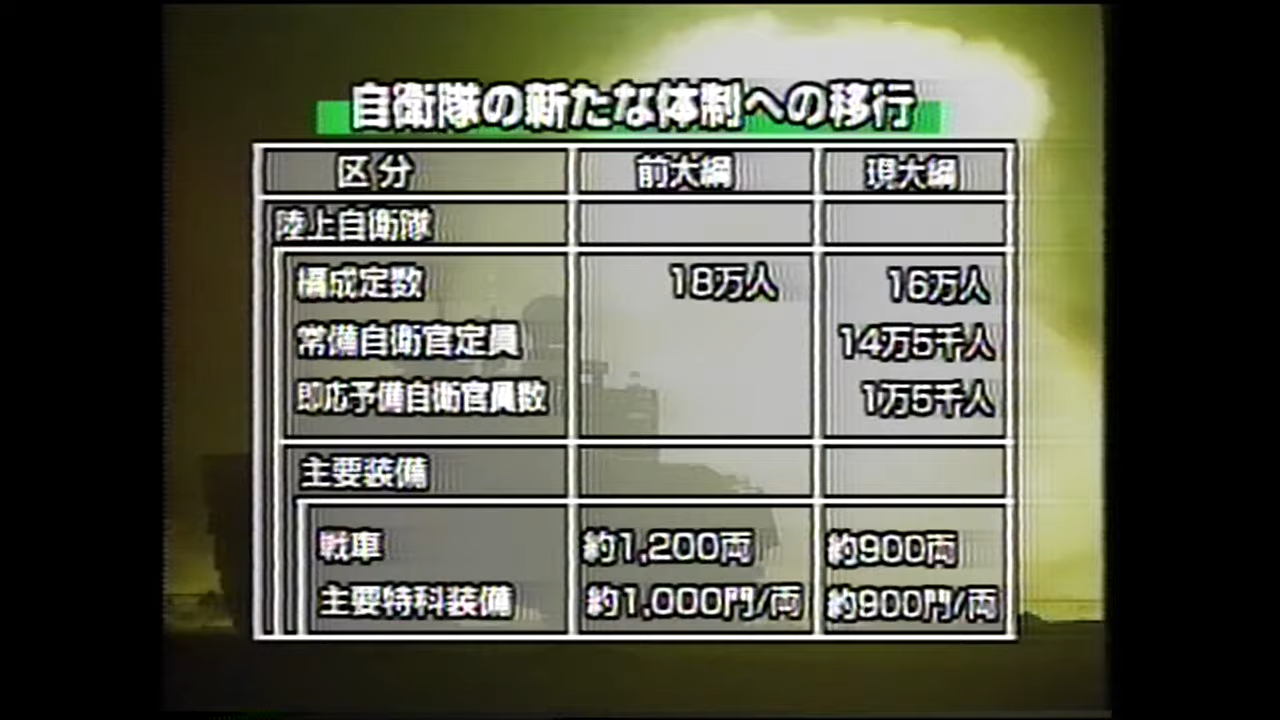 自衛隊の新たな体制への移行
区分 前大綱 現大綱
陸上自衛隊
編成定数 18万人 16万人
常備自衛官定員 14万5千人
即応予備自衛官員数 1万5千人
主要装備
戦車 約1,200両 約900両
主要特科装備 約1,000門/両 約900門/両